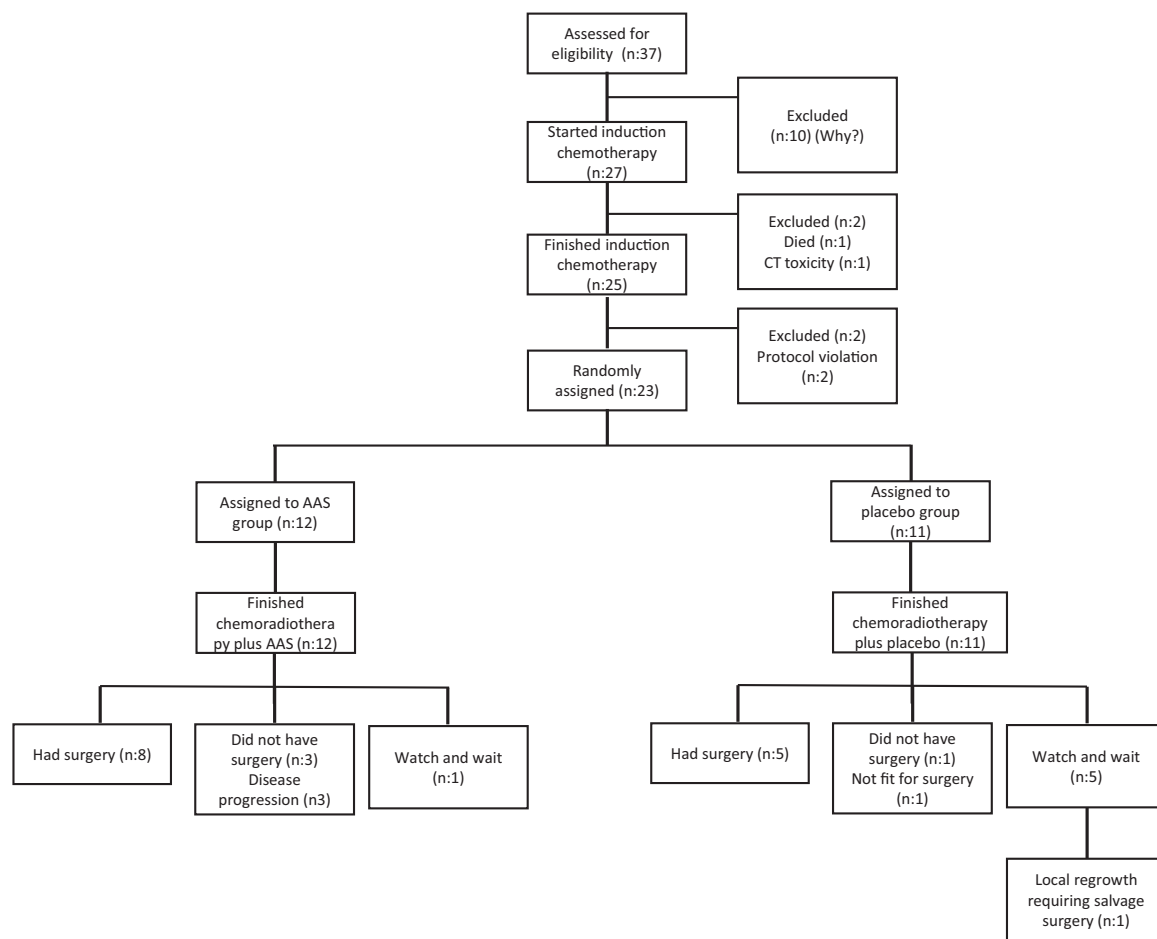 Assessed for
eligibility (n:37)
Excluded
(n:10) (Why?)
Started induction
chemotherapy
(n:27)
Excluded (n:2)
Died (n:1)
CT toxicity (n:1)
Finished induction
chemotherapy
(n:25)
Excluded (n:2)
Protocol violation
(n:2)
Randomly
assigned (n:23)
Assigned to AAS
group (n:12)
Assigned to
placebo group
(n:11)
Finished
chemoradiothera
py plus AAS (n:12)
Finished
chemoradiotherapy
plus placebo (n:11)
Had surgery (n:8)
Did not have
surgery (n:3)
Disease
progression (n3)
Watch and wait
(n:1)
Had surgery (n:5)
Did not have
surgery (n:1)
Not fit for surgery
(n:1)
Watch and wait
(n:5)
Local regrowth
requiring salvage
surgery (n:1)